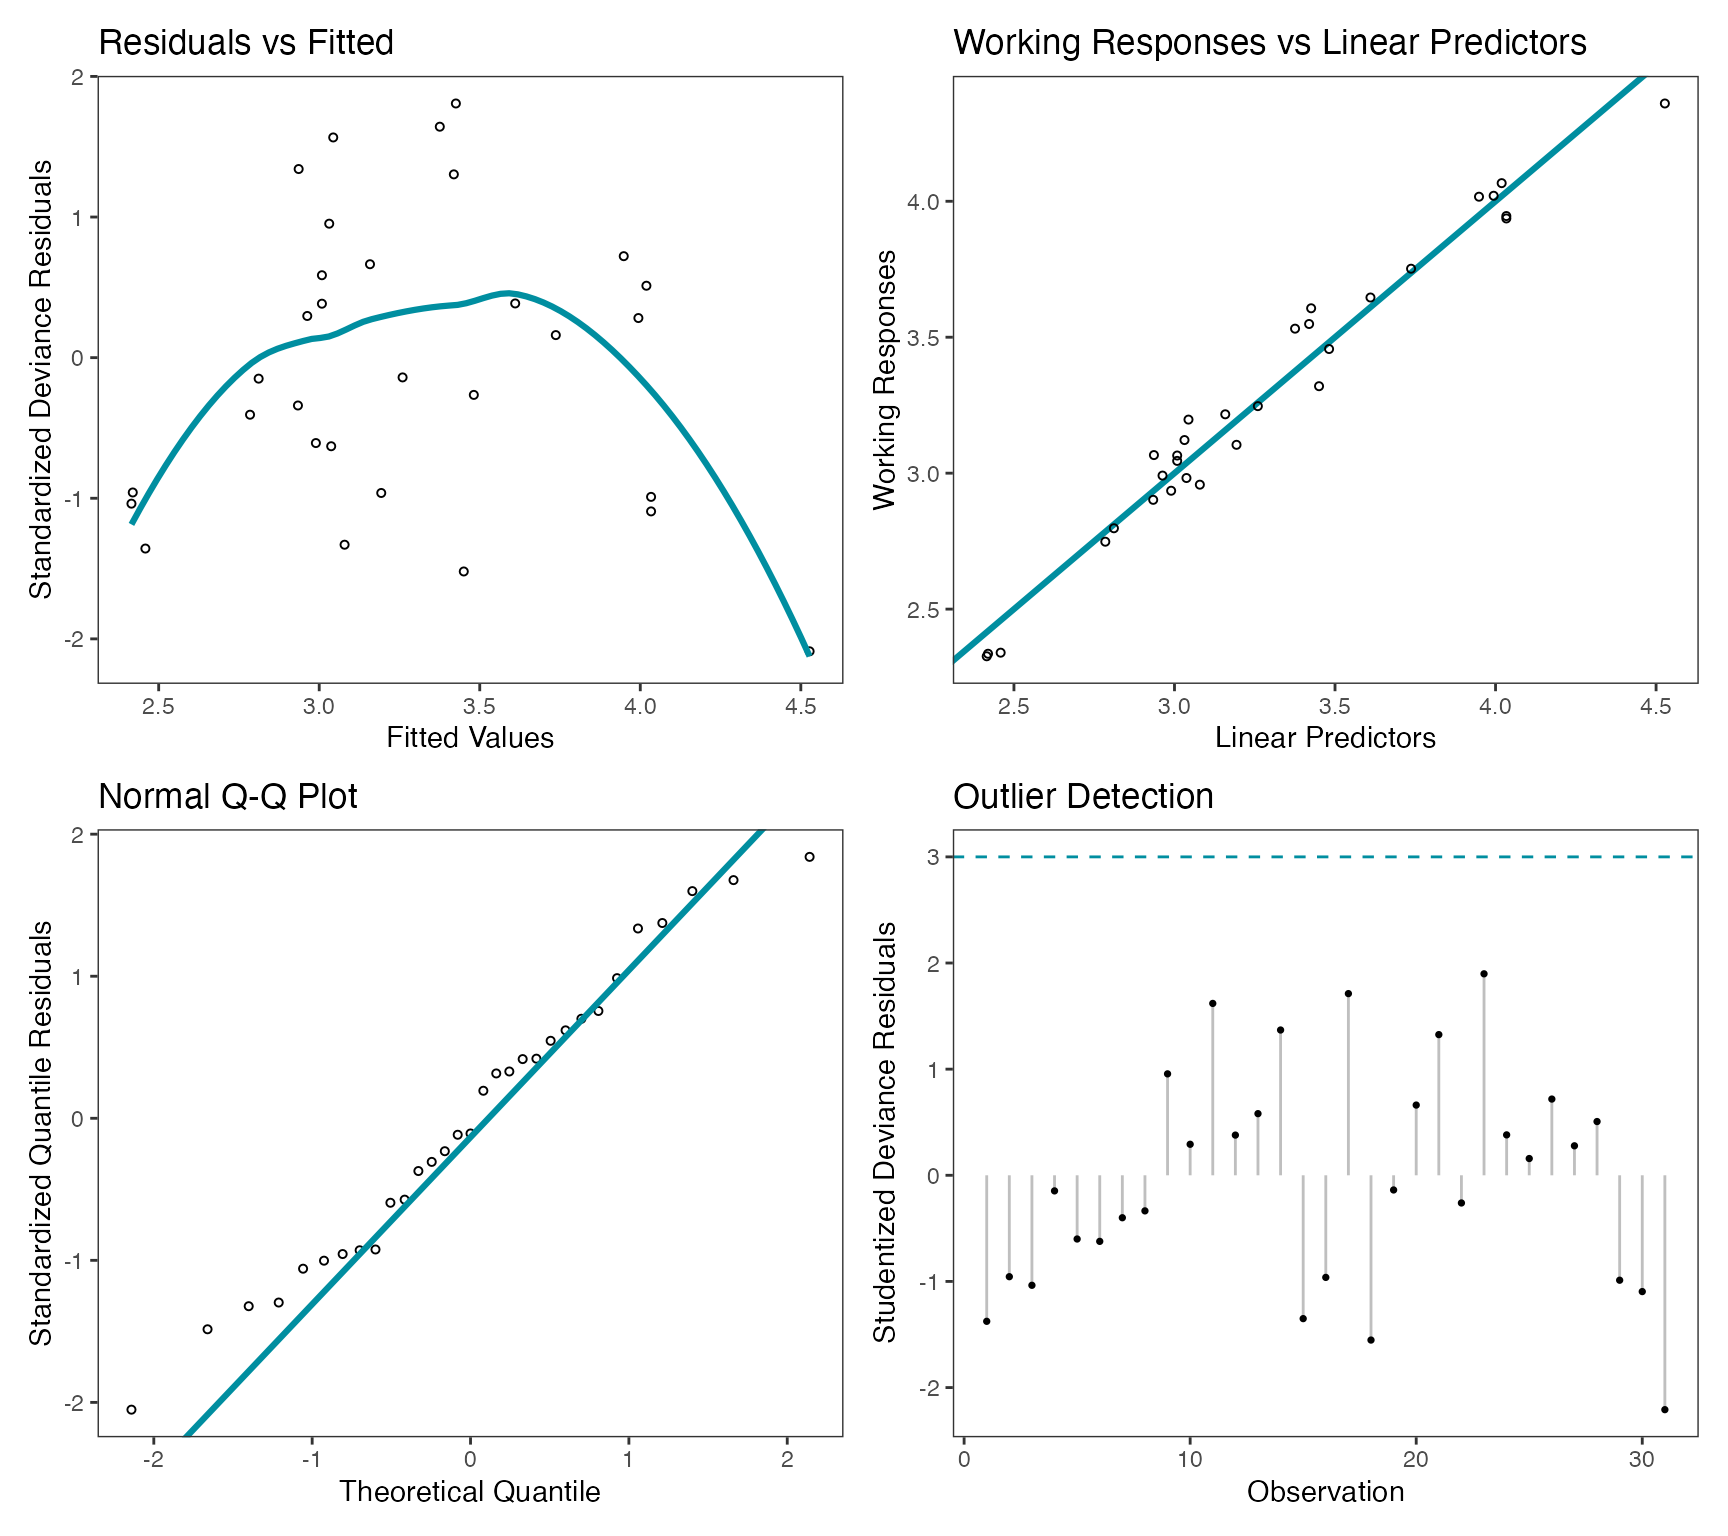 Residuals vs Fitted
2
1
0
-1
-2
Standardized Deviance Residuals
2.5 3.0 3.5 4.0 4.5
Fitted Values
Working Responses vs Linear Predictors
4.0
3.5
3.0
2.5
Working Responses
2.5 3.0 3.5 4.0 4.5
Linear Predictors
Normal Q-Q Plot
2
1
0
-1
-2
Standardized Quantile Residuals
-2 -1 0 1 2
Theoretical Quantile
Outlier Detection
3
2
1
0
-1
-2
Studentized Deviance Residuals
0 10 20 30
Observation